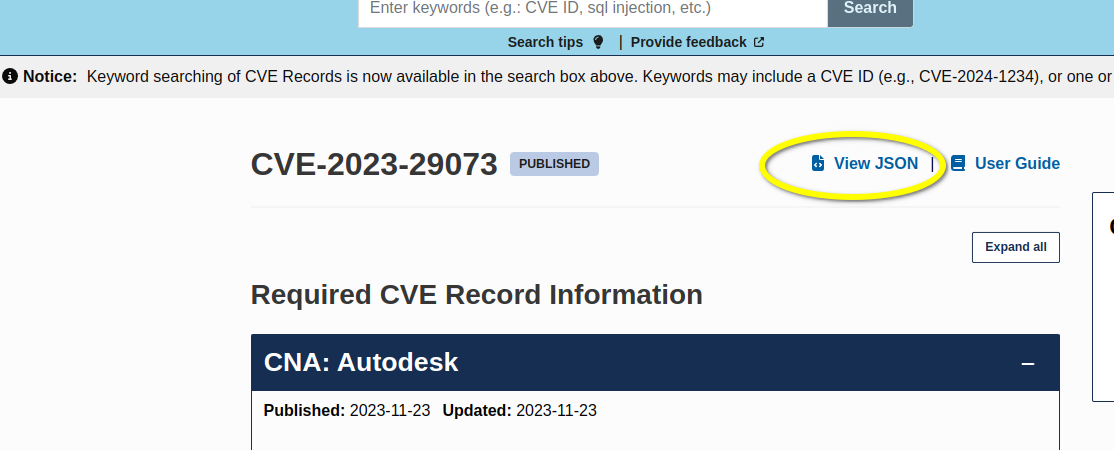 Enter keywords (e.g.: CVE ID, sql injection, etc.) Search
Search tips | Provide feedback
Notice: Keyword searching of CVE Records is now available in the search box above. Keywords may include a CVE ID (e.g., CVE-2024-1234), or one or
CVE-2023-29073 PUBLISHED View JSON | User Guide
Expand all
Required CVE Record Information
CNA: Autodesk
Published: 2023-11-23 Updated: 2023-11-23